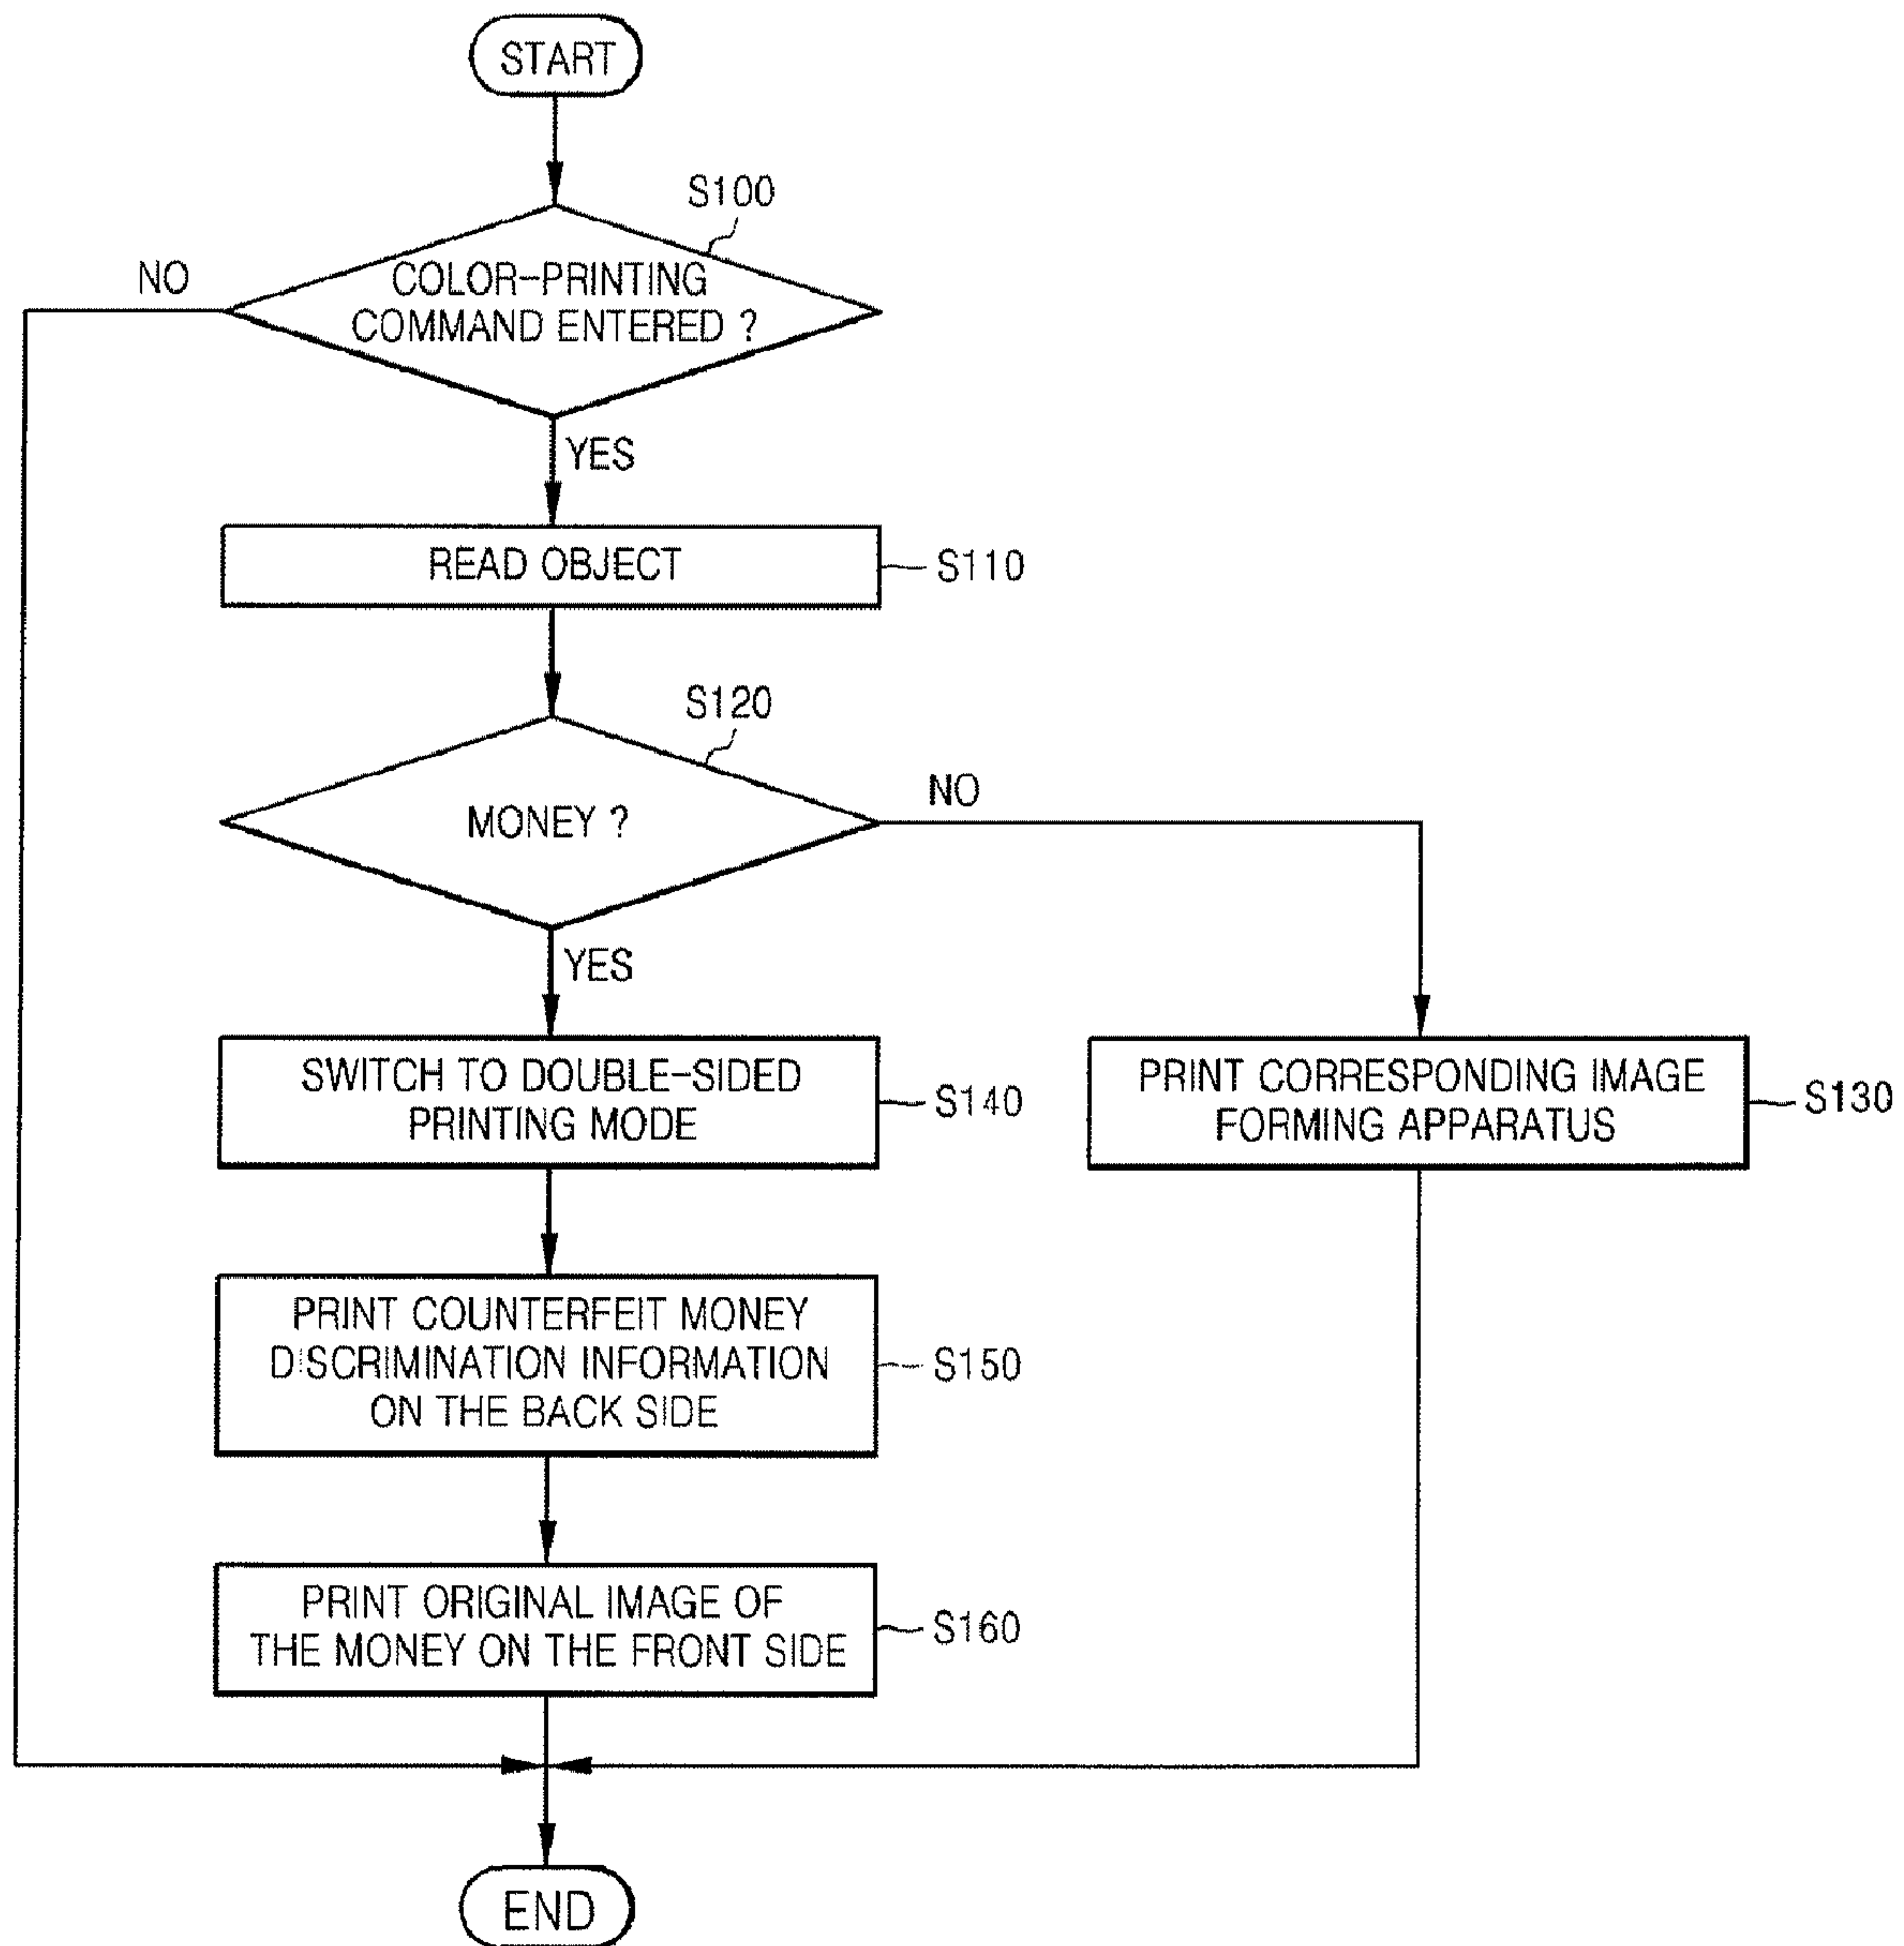 START
S100
NO
COLOR-PRINTING
COMMAND ENTERED ?
YES
READ OBJECT
S110
S120
MONEY ?
NO
YES
SWITCH TO DOUBLE-SIDED
PRINTING MODE
S140
PRINT CORRESPONDING IMAGE
FORMING APPARATUS
S130
PRINT COUNTERFEIT MONEY
DISCRIMINATION INFORMATION
ON THE BACK SIDE
S150
PRINT ORIGINAL IMAGE OF
THE MONEY ON THE FRONT SIDE
S160
END